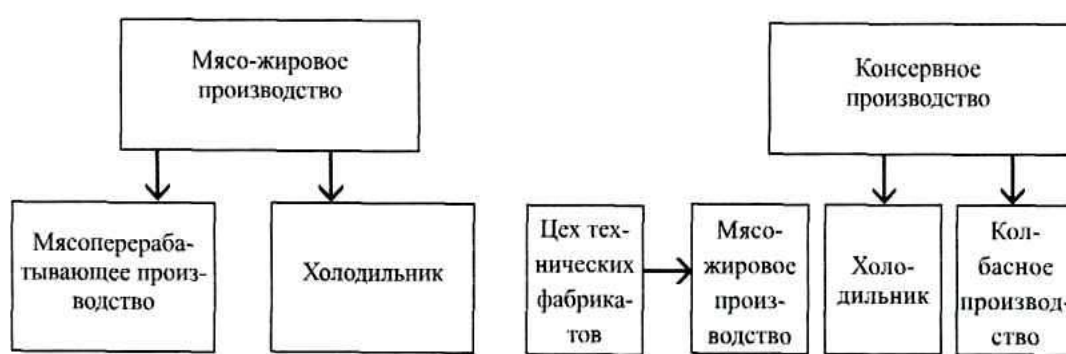 Мясо-жировое
производство
Консервное
производство
Мясоперераба-
тывающее произ-
водство
Холодильник
Цех тех-
нических
фабрика-
тов
Мясо-
жировое
произ-
водство
Холо-
дильник
Кол-
басное
производ-
ство